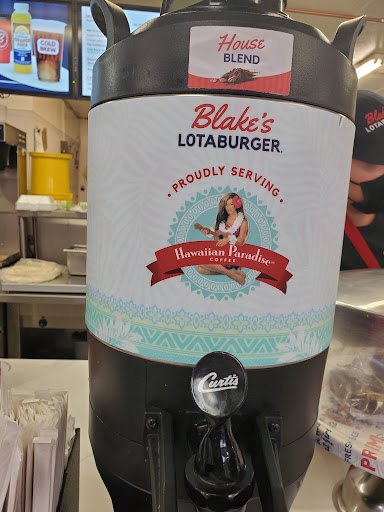 COLD
BREW
House
BLEND
Blake's
LOTABURGER
• PROUDLY SERVING •
Hawaiian Paradise
COFFEE
Curtis